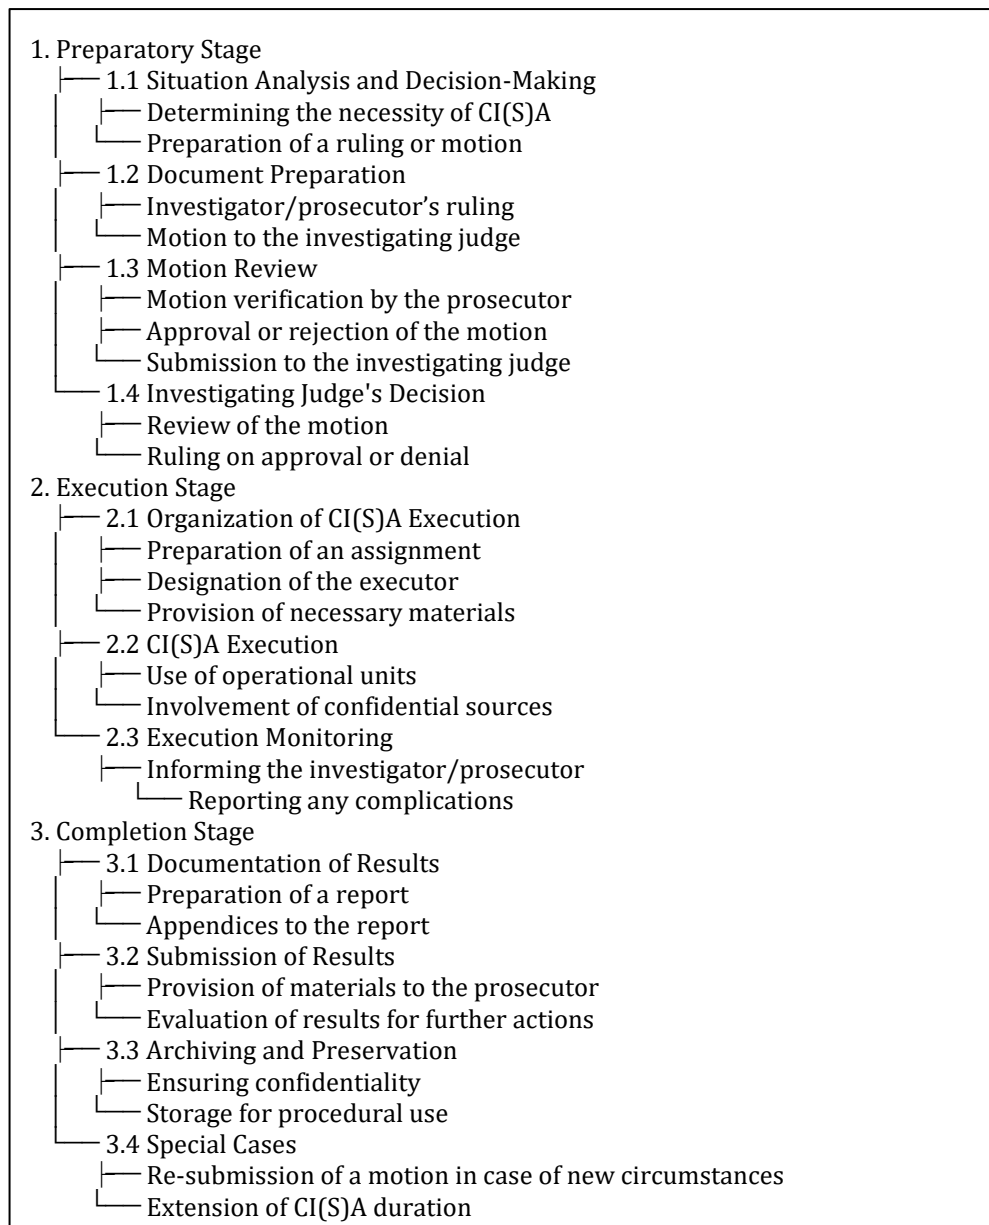 1. Preparatory Stage
├── 1.1 Situation Analysis and Decision-Making
│ ├── Determining the necessity of CI(S)A
│ └── Preparation of a ruling or motion
├── 1.2 Document Preparation
│ ├── Investigator/prosecutor’s ruling
│ └── Motion to the investigating judge
├── 1.3 Motion Review
│ ├── Motion verification by the prosecutor
│ ├── Approval or rejection of the motion
│ └── Submission to the investigating judge
└── 1.4 Investigating Judge's Decision
├── Review of the motion
└── Ruling on approval or denial
2. Execution Stage
├── 2.1 Organization of CI(S)A Execution
│ ├── Preparation of an assignment
│ ├── Designation of the executor
│ └── Provision of necessary materials
├── 2.2 CI(S)A Execution
│ ├── Use of operational units
│ └── Involvement of confidential sources
└── 2.3 Execution Monitoring
├── Informing the investigator/prosecutor
└── Reporting any complications
3. Completion Stage
├── 3.1 Documentation of Results
│ ├── Preparation of a report
│ └── Appendices to the report
├── 3.2 Submission of Results
│ ├── Provision of materials to the prosecutor
│ └── Evaluation of results for further actions
├── 3.3 Archiving and Preservation
│ ├── Ensuring confidentiality
│ └── Storage for procedural use
└── 3.4 Special Cases
├── Re-submission of a motion in case of new circumstances
└── Extension of CI(S)A duration